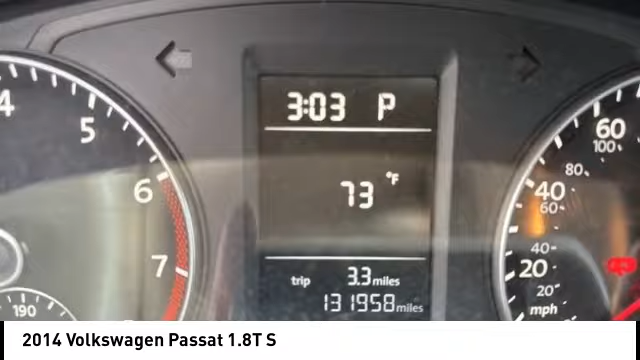 3:03 P
73 °F
trip 3.3 miles
131958 miles
4
5
6
7
190
60
100
80
40
60
40
20
20
mph
2014 Volkswagen Passat 1.8T S